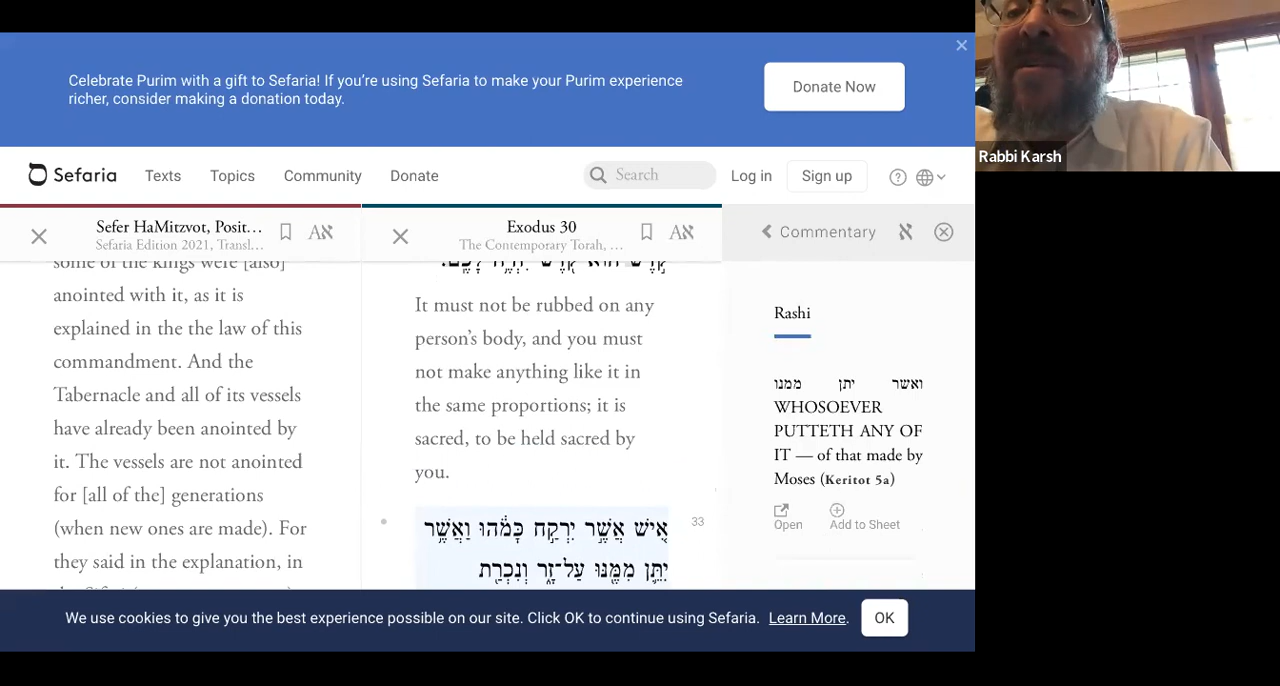 Celebrate Purim with a gift to Sefaria! If you’re using Sefaria to make your Purim experience
richer, consider making a donation today.
Donate Now
Sefaria
Texts
Topics
Community
Donate
Search
Log in
Sign up
Sefer HaMitzvot, Posit...
Sefaria Edition 2021, Transl...
some of the kings were [also]
anointed with it, as it is
explained in the the law of this
commandment. And the
Tabernacle and all of its vessels
have already been anointed by
it. The vessels are not anointed
for [all of the] generations
(when new ones are made). For
they said in the explanation, in
Exodus 30
The Contemporary Torah, ...
It must not be rubbed on any
person’s body, and you must
not make anything like it in
the same proportions; it is
sacred, to be held sacred by
you.
33
אִ֚ישׁ אֲשֶׁ֣ר יִרְקַ֣ח כָּמֹ֔הוּ וַאֲשֶׁ֥ר
יִתֵּ֛ן מִמֶּ֖נּוּ עַל־זָ֑ר וְנִכְרַ֖ת
Commentary
Rashi
ואשר יתן ממנו
WHOSOEVER
PUTTETH ANY OF
IT — of that made by
Moses (Keritot 5a)
Open
Add to Sheet
We use cookies to give you the best experience possible on our site. Click OK to continue using Sefaria. Learn More.
OK
Rabbi Karsh